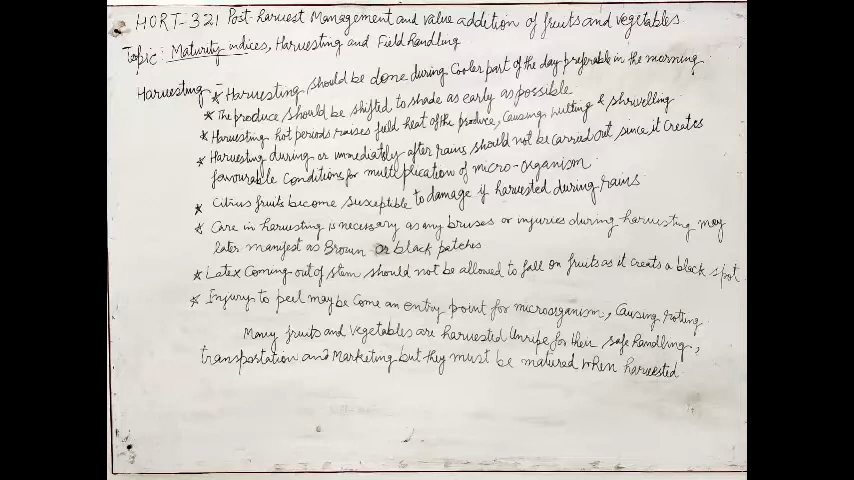 HORT-321 Post-harvest Management and value addition of fruits and vegetables
Topic: Maturity indices, Harvesting and Field Handling
Harvesting - * Harvesting should be done during Cooler part of the day preferable in the morning
* The produce should be shifted to shade as early as possible
* Harvesting hot periods raises field heat of the produce, Causing wilting & shrivelling
* Harvesting during or immediately after rains should not be Carried out, since it creates
favourable Conditions for multiplication of micro-organism.
* Citrus fruits become susceptible to damage if harvested during rains
* Care in harvesting is necessary as any bruises or injuries during harvesting may
later manifest as Brown or black patches
* Latex Coming out of stem should not be allowed to fall on fruits as it creats a black spot
* Injurys to peel may be Come an entry point for microorganism, Causing rotting.
Many fruits and vegetables are harvested Unripe for their safe handling,
transpostation and Marketing but they must be matured when harvested